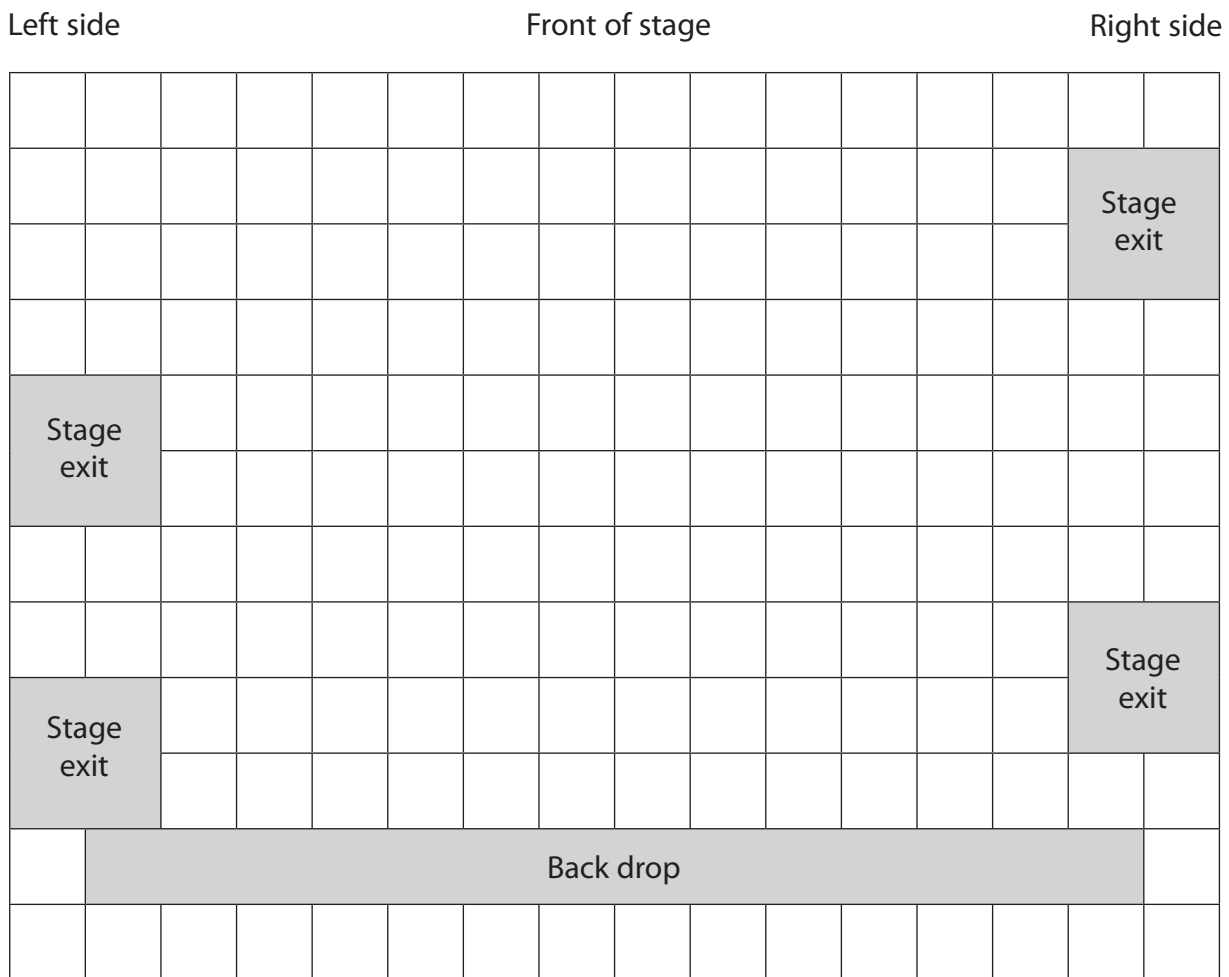 Left side
Front of stage
Right side
Stage
exit
Stage
exit
Stage
exit
Stage
exit
Back drop